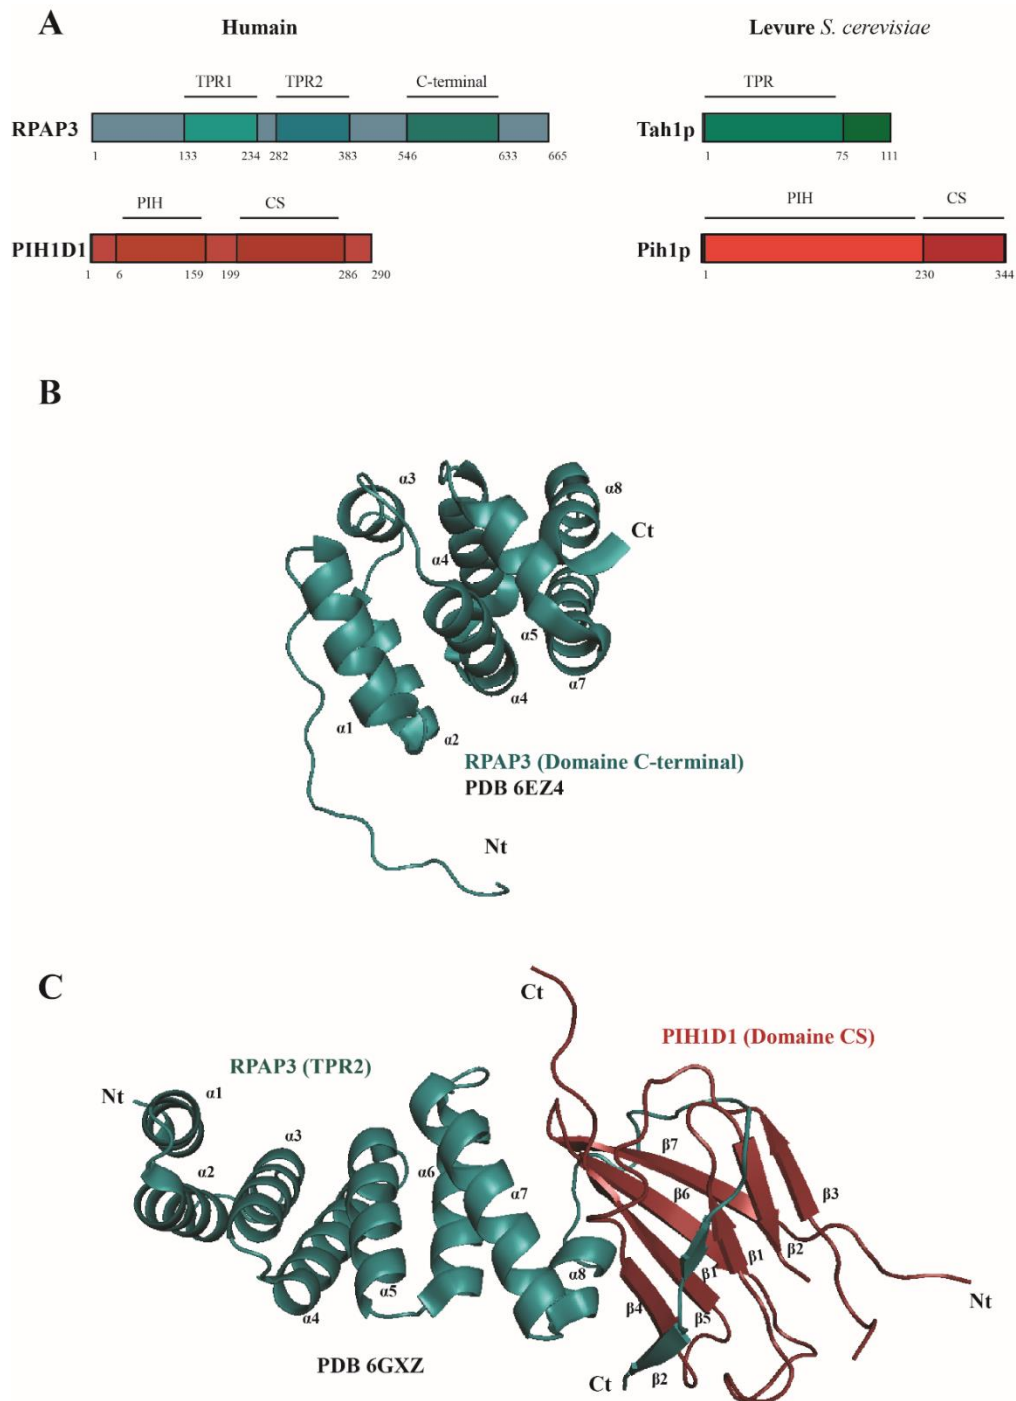 A
Humain
Levure S. cerevisiae
TPR1 TPR2 C-terminal
TPR
RPAP3
Tah1p
1 133 234 282 383 546 633 665
1 75 111
PIH CS
PIH CS
PIH1D1
Pih1p
1 6 159 199 286 290
1 230 344
B
α3
α8
Ct
α4
α5
α7
α4
α1
α2
RPAP3 (Domaine C-terminal)
PDB 6EZ4
Nt
C
Ct
PIH1D1 (Domaine CS)
RPAP3 (TPR2)
Nt
α1
α3
α2
α6
α7
β7
β6
β3
β2
β1
β1
α8
α5
α4
β4
β5
Nt
PDB 6GXZ
Ct
β2